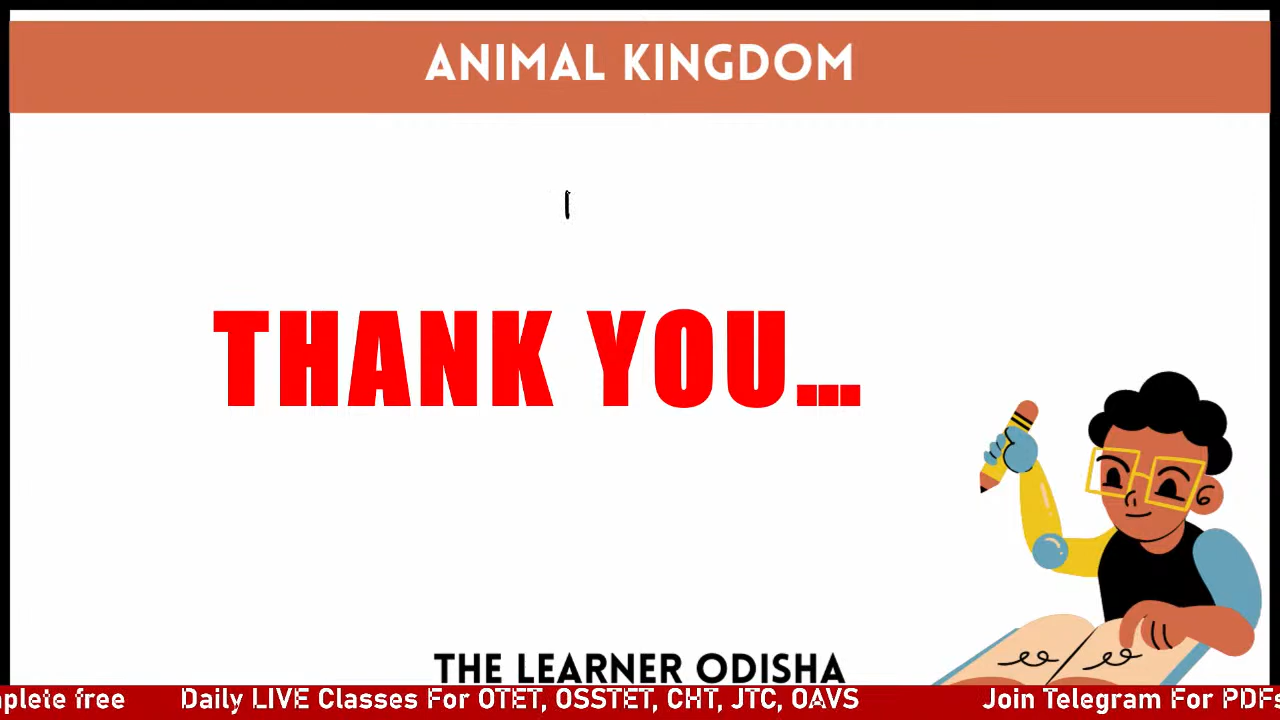 ANIMAL KINGDOM
THANK YOU...
THE LEARNER ODISHA
free Daily LIVE Classes For OTET, OSSTET, CHT, JTC, OAVS Join Telegram For PDFs